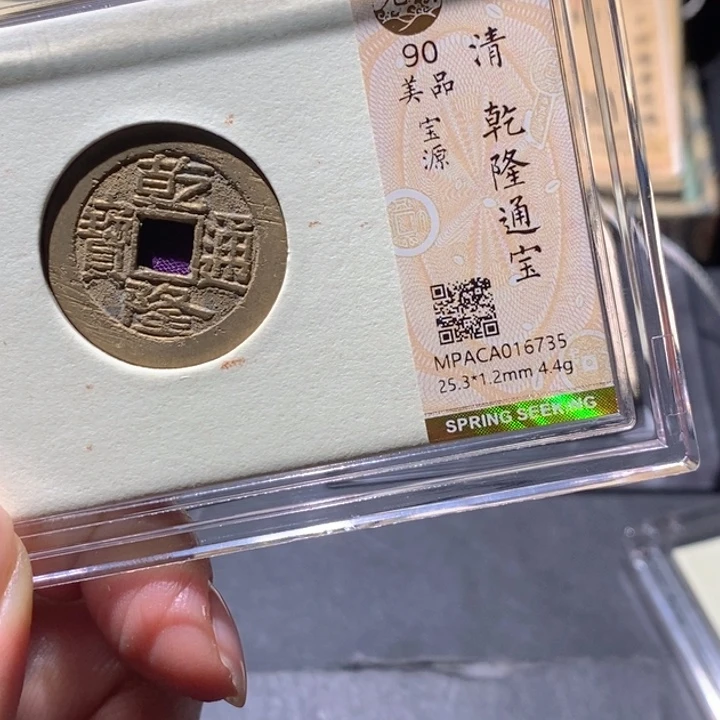 乾隆通寶
90
美品
宝源
清 乾隆通宝
MPACA016735
25.3*1.2mm 4.4g
SPRING SEEKING